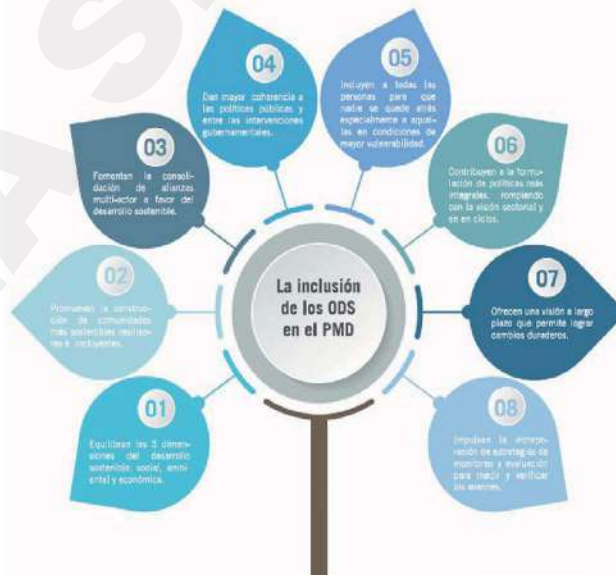 La inclusión
de los ODS
en el PMD
01
Equilibran las 3 dimen-
siones del desarrollo
sostenible: social, ambi-
ental y económica.
02
Promueven la construc-
ción de comunidades
más sostenibles resilien-
tes e incluyentes.
03
Fomentan la consoli-
dación de alianzas
multi-actor a favor del
desarrollo sostenible.
04
Dan mayor coherencia a
las políticas públicas y
entre las intervenciones
gubernamentales.
05
Incluyen a todas las
personas para que
nadie se quede atrás
especialmente a aque-
llas en condiciones de
mayor vulnerabilidad.
06
Contribuyen a la formu-
lación de políticas más
integrales, rompiendo
con la visión sectorial y
en ciclos.
07
Ofrecen una visión a largo
plazo que permite lograr
cambios duraderos.
08
Impulsan la incorpo-
ración de estrategias de
monitoreo y evaluación
para medir y verificar
los avances.